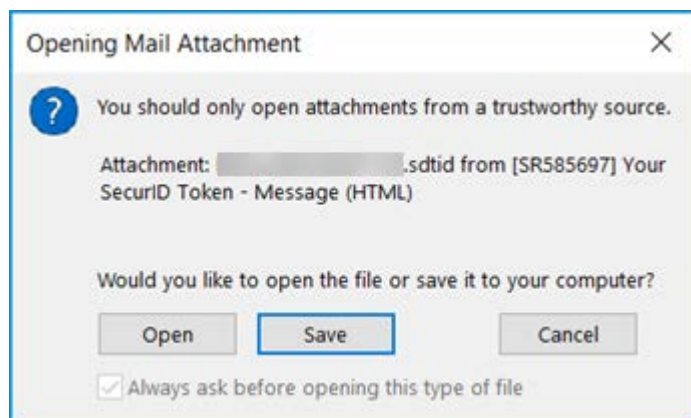 Opening Mail Attachment
You should only open attachments from a trustworthy source.
Attachment: .sdtid from [SR585697] Your
SecurID Token - Message (HTML)
Would you like to open the file or save it to your computer?
Open Save Cancel
Always ask before opening this type of file